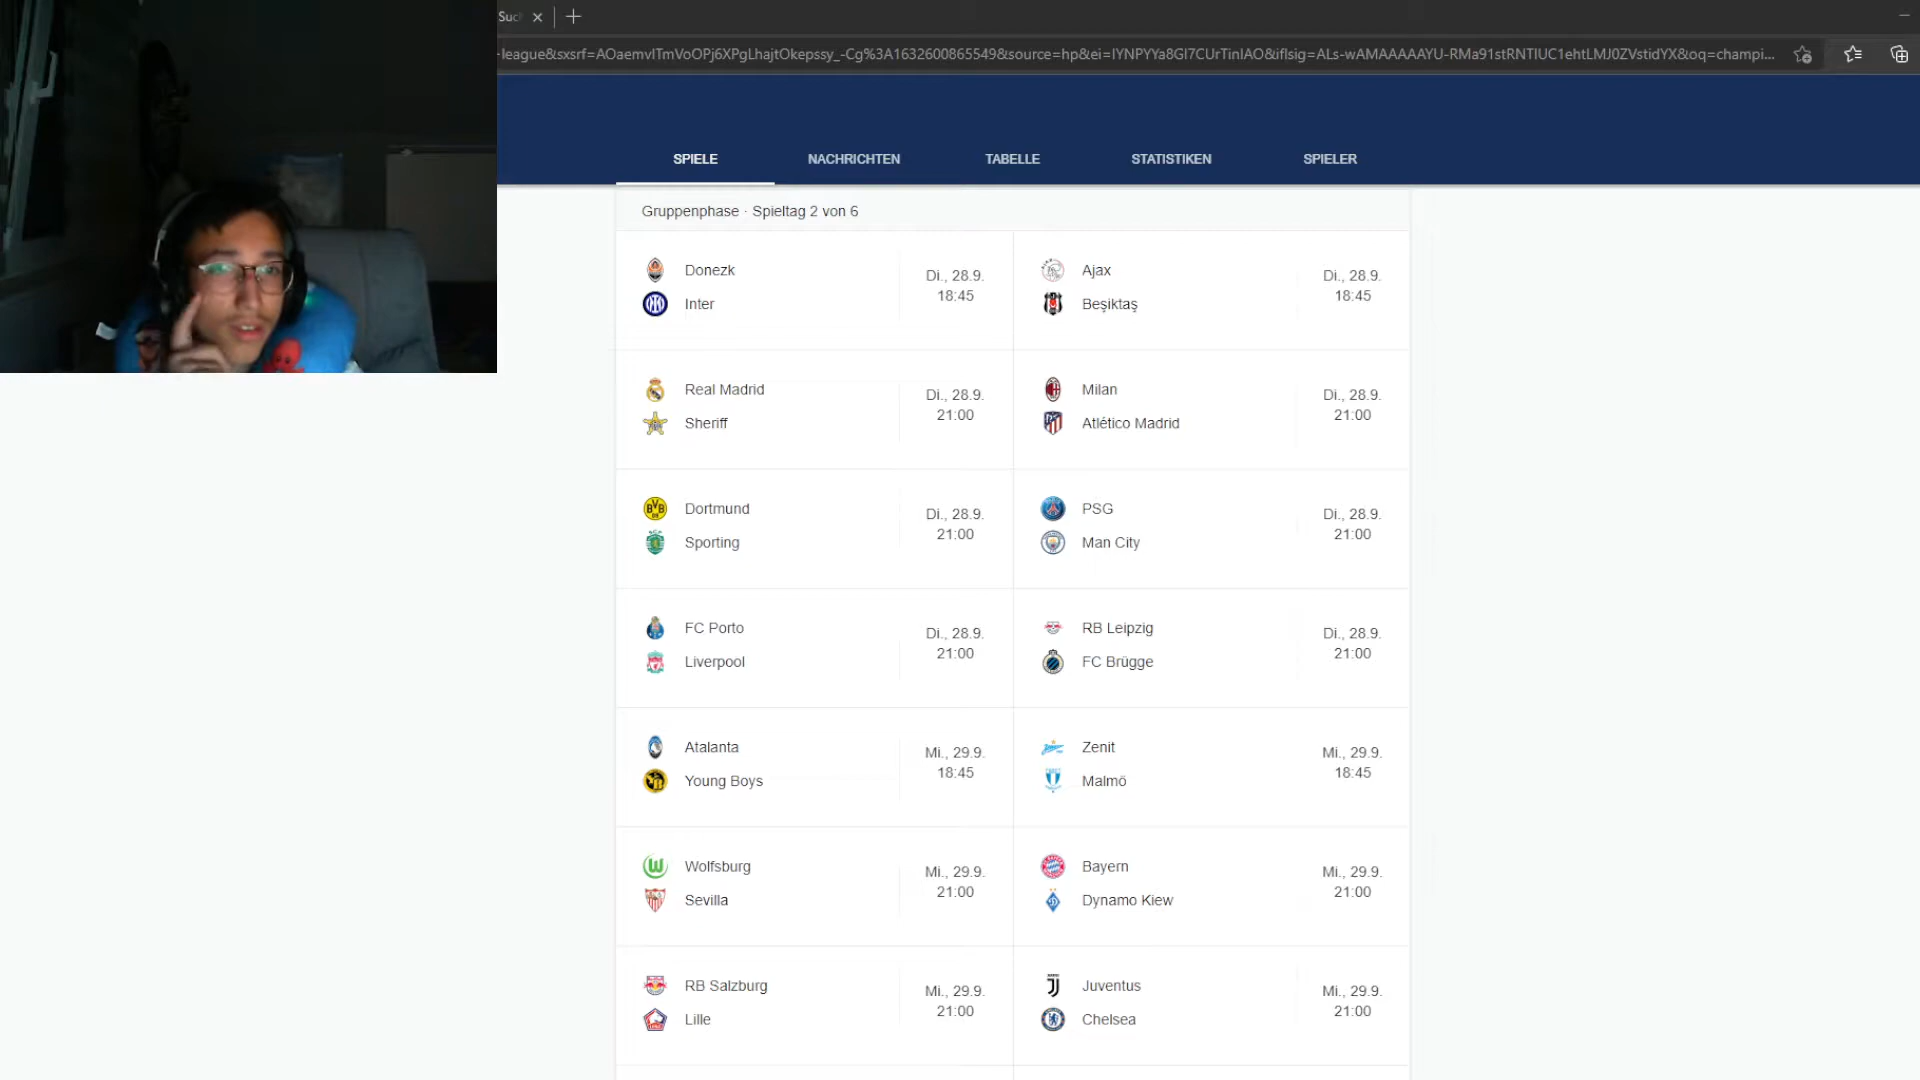 Suc
-league&sxsrf=AOaemvITmVoOPj6XPgLhajtOkepssy_-Cg%3A1632600865549&source=hp&ei=IYNPYYa8GI7CUrTinIAO&iflsig=ALs-wAMAAAAAYU-RMa91stRNTIUC1ehtLMJ0ZVstidYX&oq=champi...
SPIELE NACHRICHTEN TABELLE STATISTIKEN SPIELER
Gruppenphase · Spieltag 2 von 6
Donezk
Inter
Di., 28.9.
18:45
Ajax
Beşiktaş
Di., 28.9.
18:45
Real Madrid
Sheriff
Di., 28.9.
21:00
Milan
Atlético Madrid
Di., 28.9.
21:00
Dortmund
Sporting
Di., 28.9.
21:00
PSG
Man City
Di., 28.9.
21:00
FC Porto
Liverpool
Di., 28.9.
21:00
RB Leipzig
FC Brügge
Di., 28.9.
21:00
Atalanta
Young Boys
Mi., 29.9.
18:45
Zenit
Malmö
Mi., 29.9.
18:45
Wolfsburg
Sevilla
Mi., 29.9.
21:00
Bayern
Dynamo Kiew
Mi., 29.9.
21:00
RB Salzburg
Lille
Mi., 29.9.
21:00
Juventus
Chelsea
Mi., 29.9.
21:00